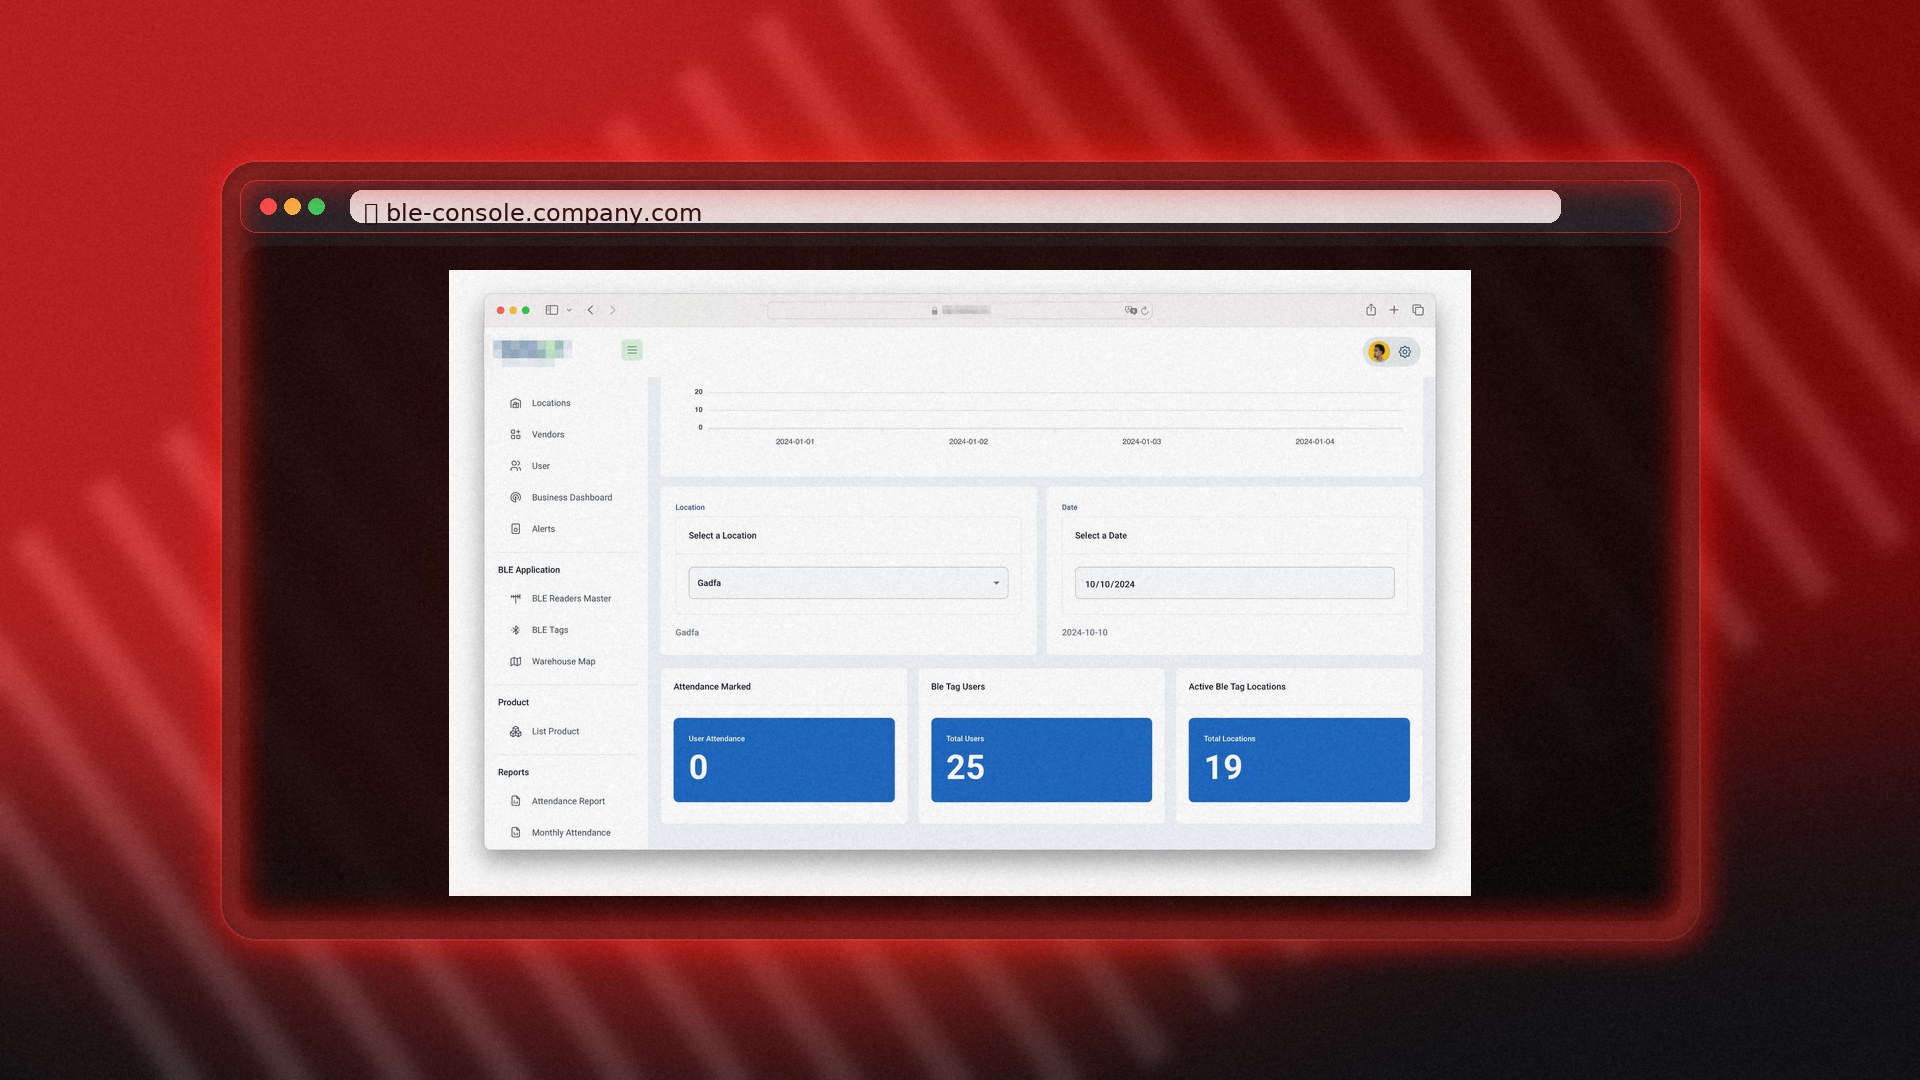 ble-console.company.com
Locations
Vendors
User
Business Dashboard
Alerts
BLE Application
BLE Readers Master
BLE Tags
Warehouse Map
Product
List Product
Reports
Attendance Report
Monthly Attendance
20
10
0
2024-01-01 2024-01-02 2024-01-03 2024-01-04
Location
Select a Location
Gadfa
Gadfa
Date
Select a Date
10/10/2024
2024-10-10
Attendance Marked
User Attendance
0
Ble Tag Users
Total Users
25
Active Ble Tag Locations
Total Locations
19